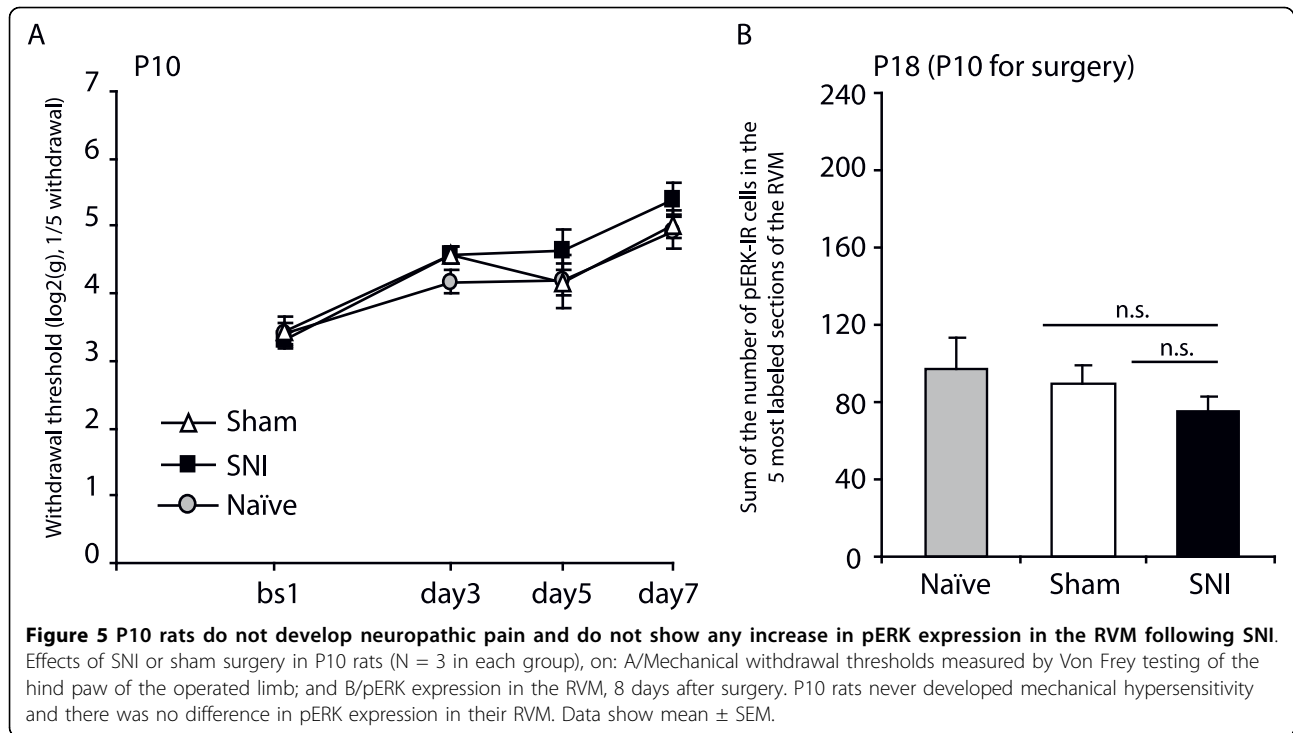 A
P10
Withdrawal threshold (log2(g), 1/5 withdrawal)
7
6
5
4
3
2
1
0
Sham
SNI
Naïve
bs1 day3 day5 day7
B
P18 (P10 for surgery)
Sum of the number of pERK-IR cells in the
5 most labeled sections of the RVM
240
200
160
120
80
40
0
n.s.
n.s.
Naïve Sham SNI
Figure 5 P10 rats do not develop neuropathic pain and do not show any increase in pERK expression in the RVM following SNI.
Effects of SNI or sham surgery in P10 rats (N = 3 in each group), on: A/Mechanical withdrawal thresholds measured by Von Frey testing of the
hind paw of the operated limb; and B/pERK expression in the RVM, 8 days after surgery. P10 rats never developed mechanical hypersensitivity
and there was no difference in pERK expression in their RVM. Data show mean ± SEM.